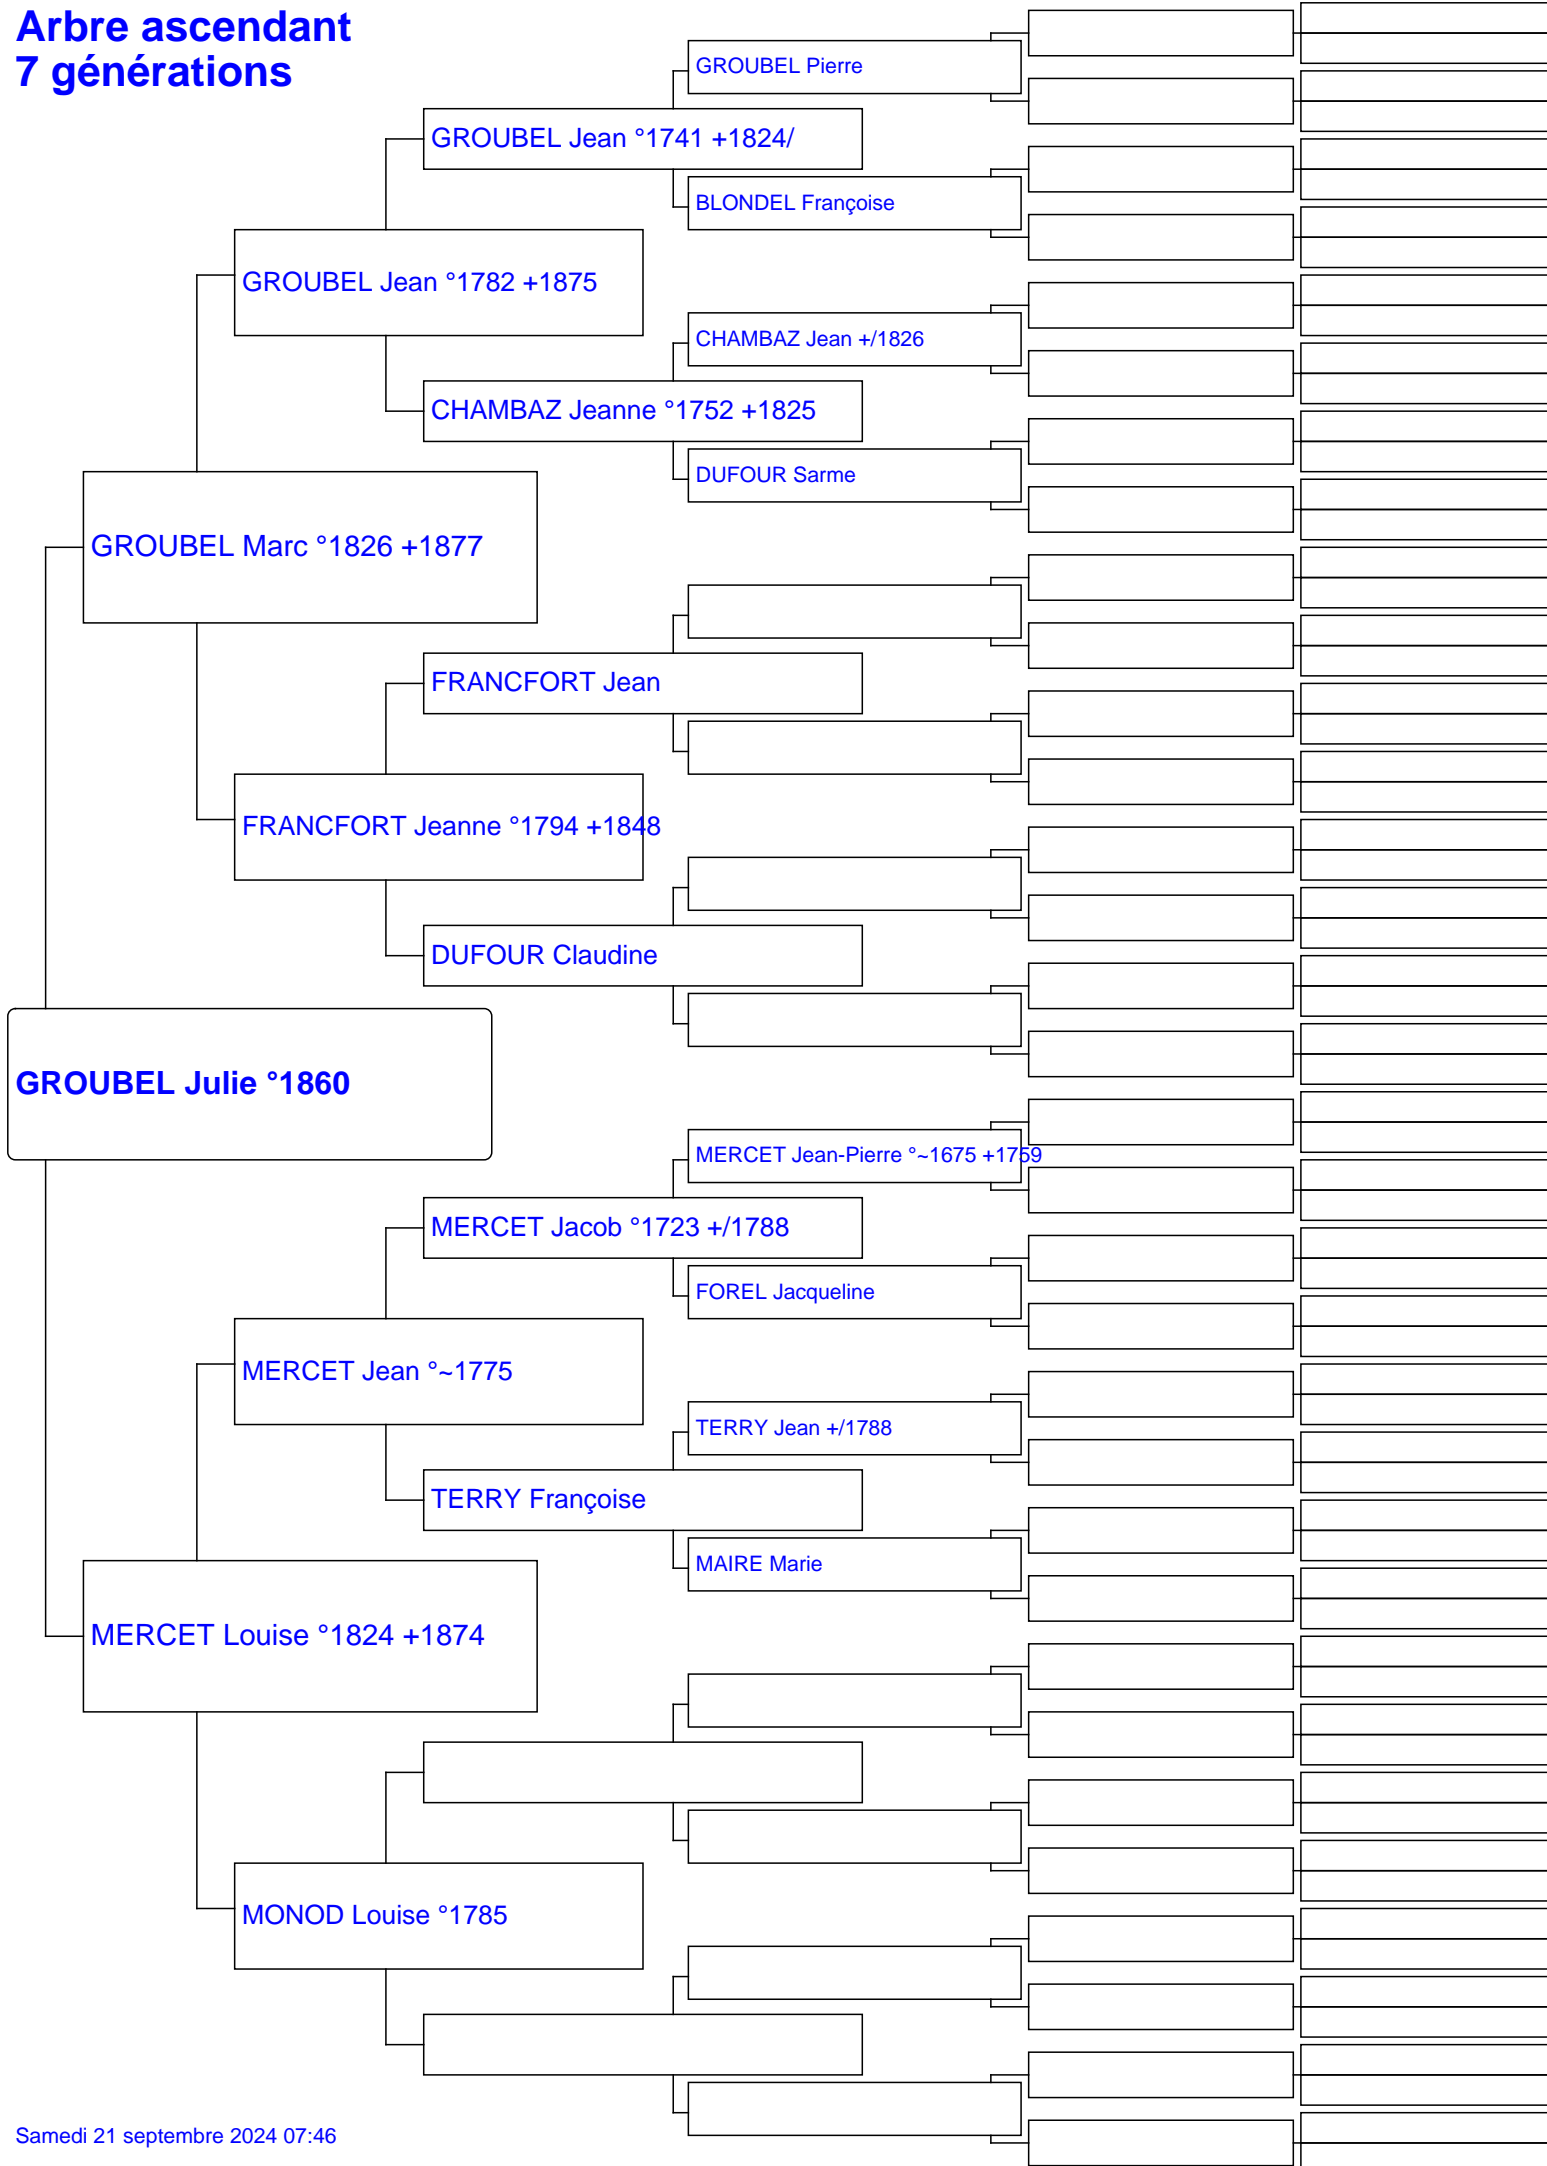 Arbre ascendant
7 générations
GROUBEL Pierre
GROUBEL Jean °1741 +1824/
BLONDEL Françoise
GROUBEL Jean °1782 +1875
CHAMBAZ Jean +/1826
CHAMBAZ Jeanne °1752 +1825
DUFOUR Sarme
GROUBEL Marc °1826 +1877
FRANCFORT Jean
FRANCFORT Jeanne °1794 +1848
DUFOUR Claudine
GROUBEL Julie °1860
MERCET Jean-Pierre °~1675 +1759
MERCET Jacob °1723 +/1788
FOREL Jacqueline
MERCET Jean °~1775
TERRY Jean +/1788
TERRY Françoise
MAIRE Marie
MERCET Louise °1824 +1874
MONOD Louise °1785
Samedi 21 septembre 2024 07:46